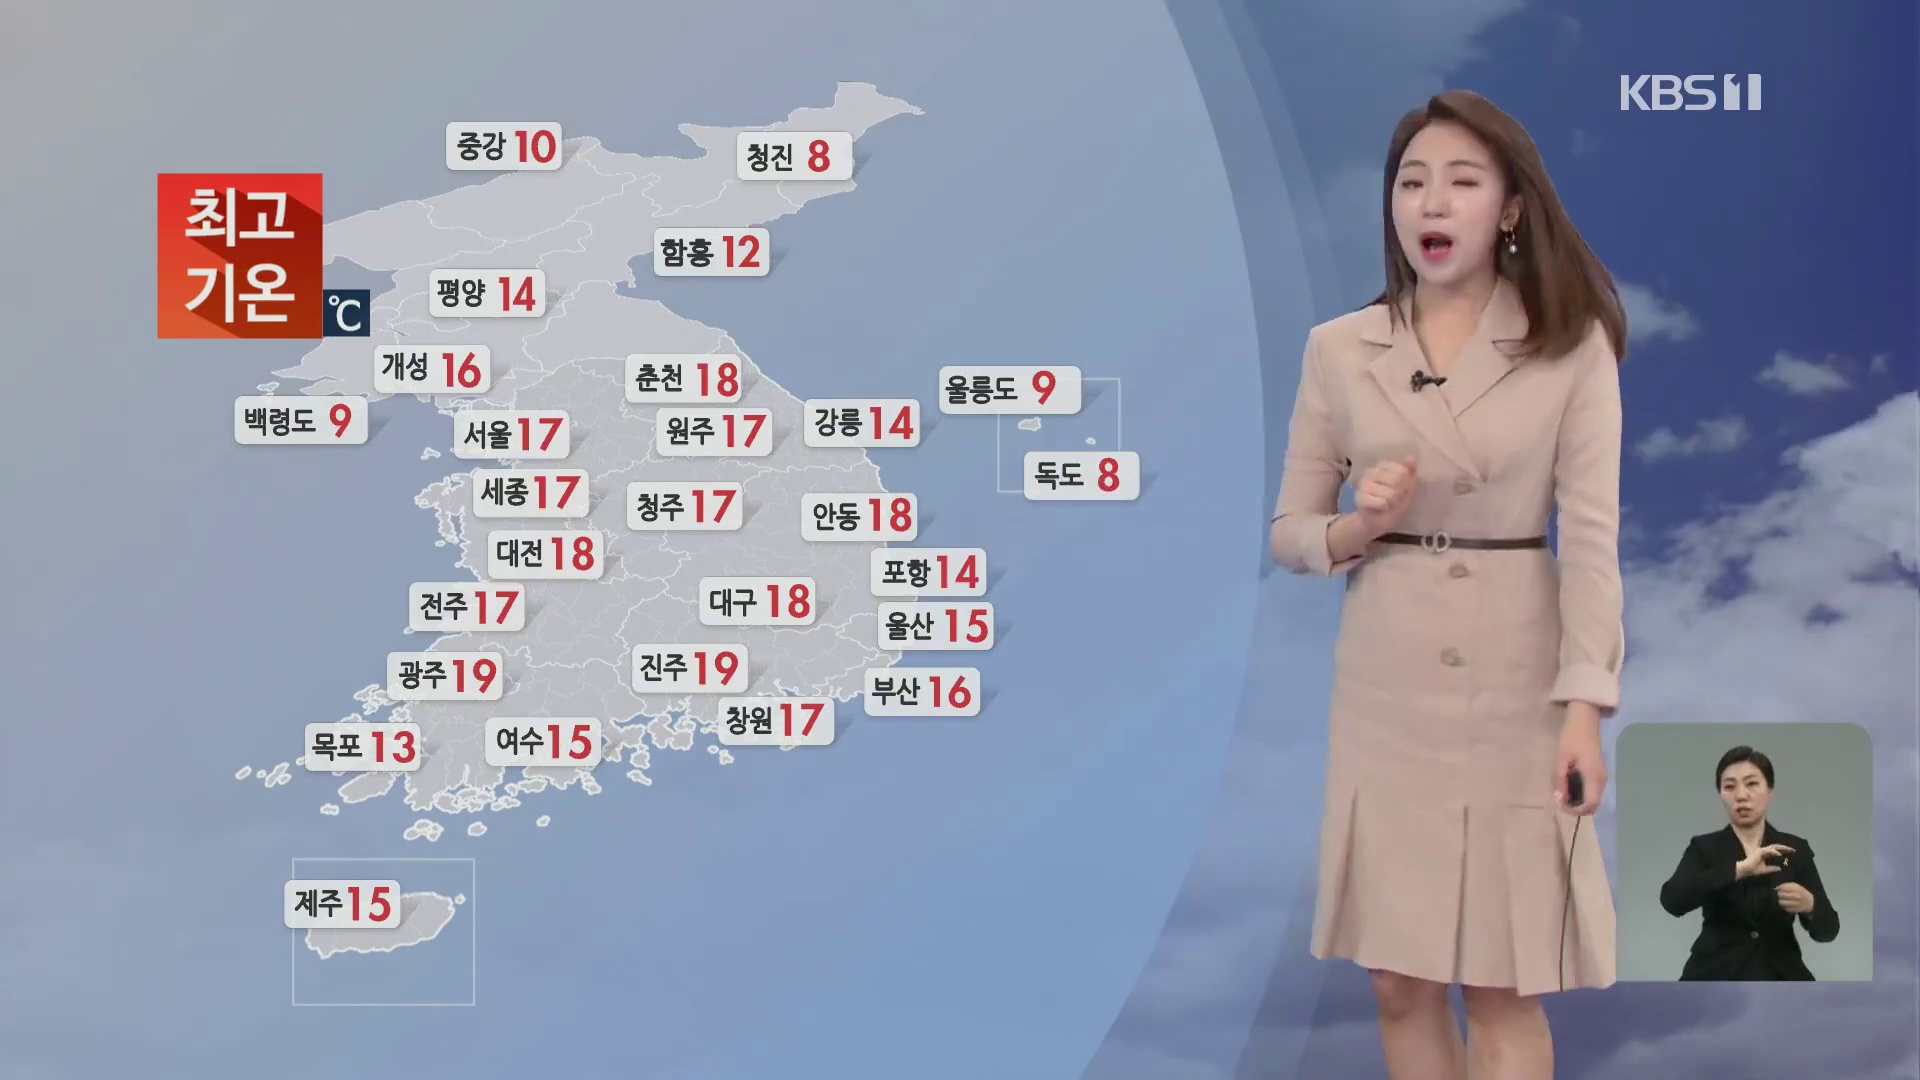 KBS 1
최고
기온
℃
중강 10
청진 8
함흥 12
평양 14
개성 16
춘천 18
울릉도 9
백령도 9
서울 17
원주 17
강릉 14
독도 8
세종 17
청주 17
안동 18
대전 18
포항 14
전주 17
대구 18
울산 15
광주 19
진주 19
부산 16
창원 17
목포 13
여수 15
제주 15